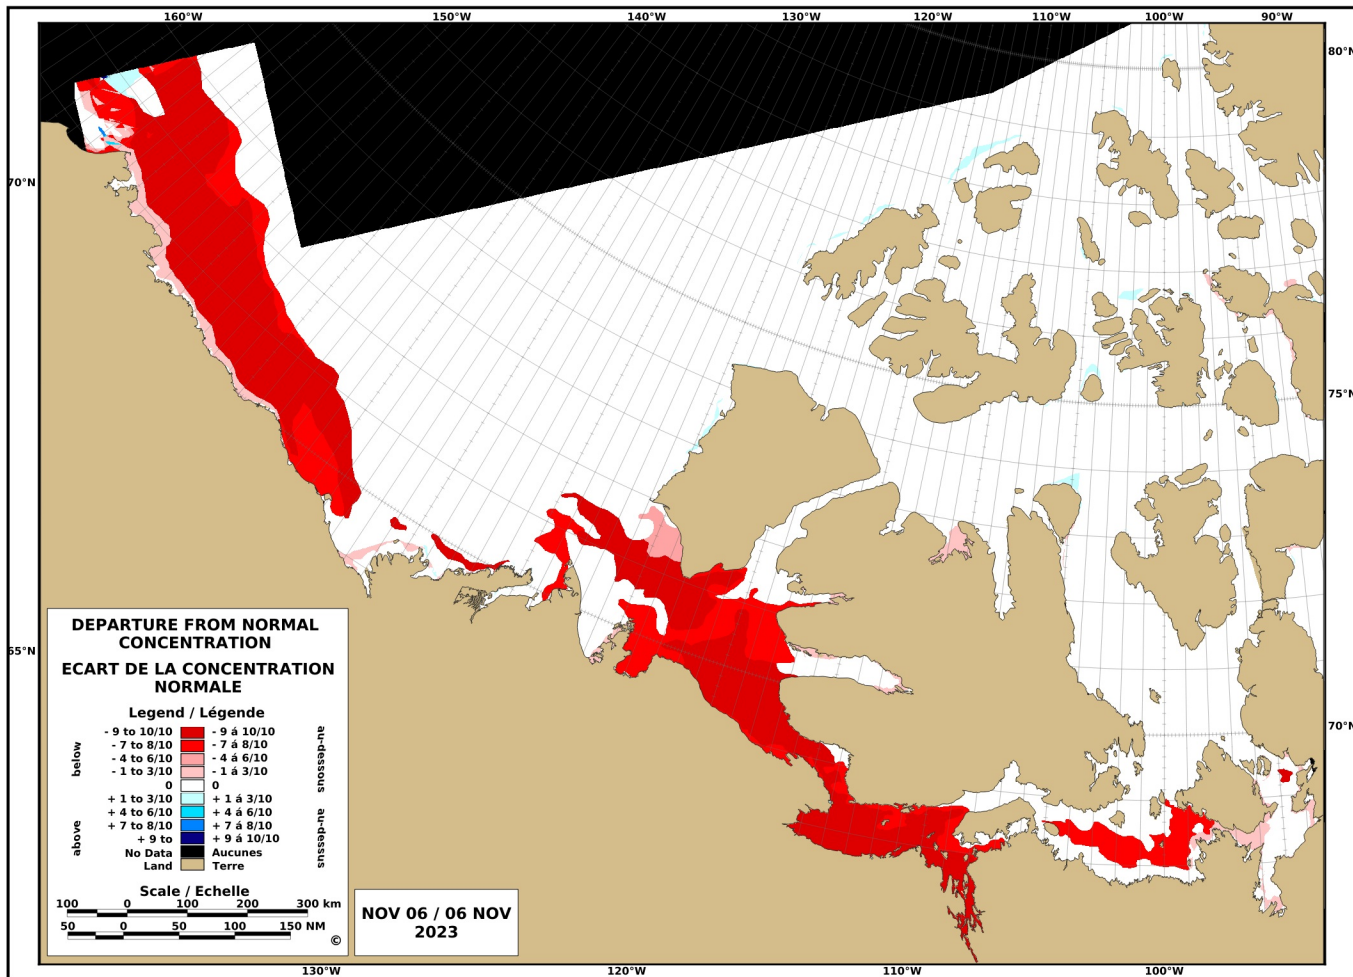 160°W 150°W 140°W 130°W 120°W 110°W 100°W 90°W
80°N
70°N
75°N
65°N
70°N
DEPARTURE FROM NORMAL
CONCENTRATION
ECART DE LA CONCENTRATION
NORMALE
Legend / Légende
below
above
- 9 to 10/10 - 9 á 10/10
- 7 to 8/10 - 7 á 8/10
- 4 to 6/10 - 4 á 6/10
- 1 to 3/10 - 1 á 3/10
0 0
+ 1 to 3/10 + 1 á 3/10
+ 4 to 6/10 + 4 á 6/10
+ 7 to 8/10 + 7 á 8/10
+ 9 to + 9 á 10/10
No Data Aucunes
Land Terre
au-dessous
au-dessus
Scale / Echelle
100 0 100 200 300 km
50 0 50 100 150 NM
©
NOV 06 / 06 NOV
2023
130°W 120°W 110°W 100°W